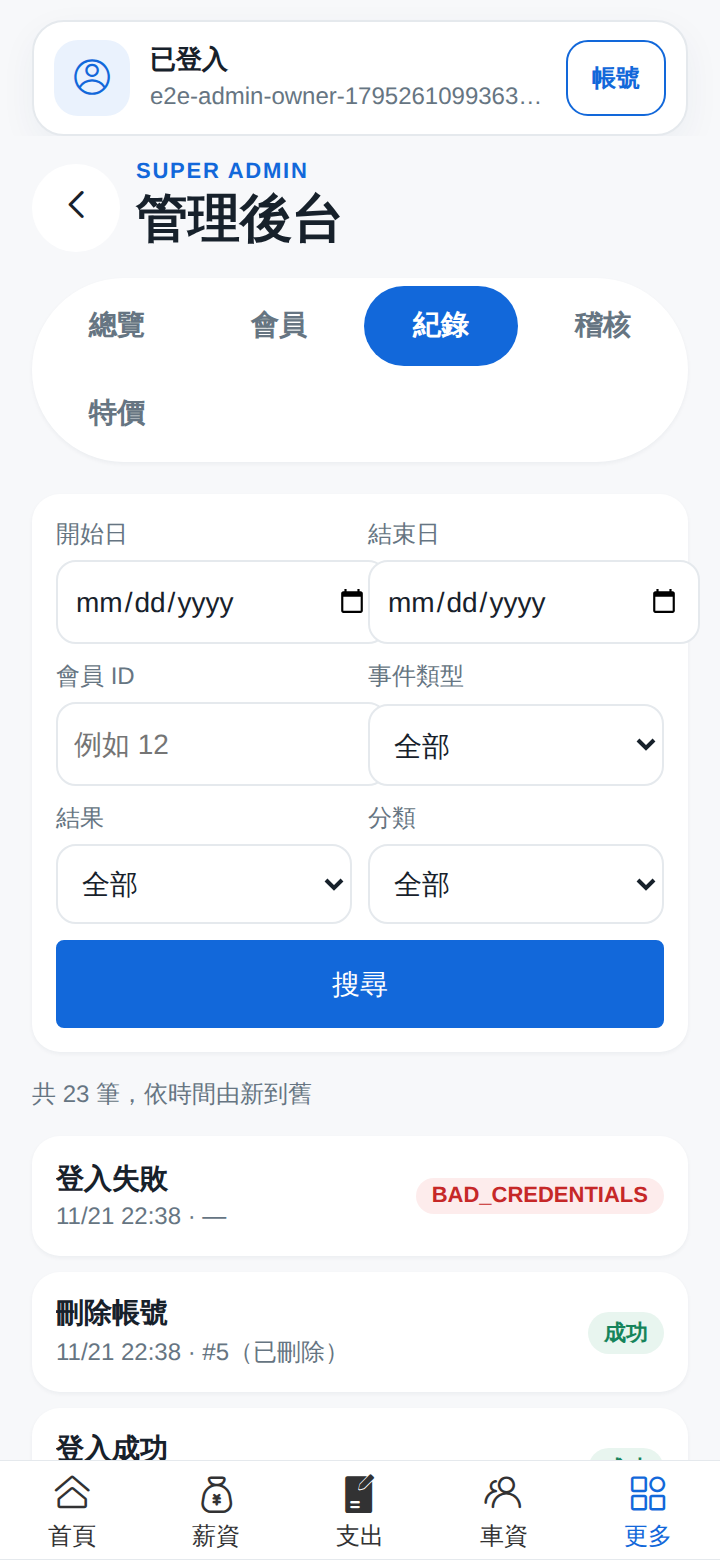 已登入
e2e-admin-owner-1795261099363…
帳號
SUPER ADMIN
管理後台
總覽 會員 紀錄 稽核
特價
開始日 結束日
mm/dd/yyyy mm/dd/yyyy
會員 ID 事件類型
例如 12 全部
結果 分類
全部 全部
搜尋
共 23 筆，依時間由新到舊
登入失敗
11/21 22:38 · —
BAD_CREDENTIALS
刪除帳號
11/21 22:38 · #5（已刪除）
成功
登入成功
首頁 薪資 支出 車資 更多